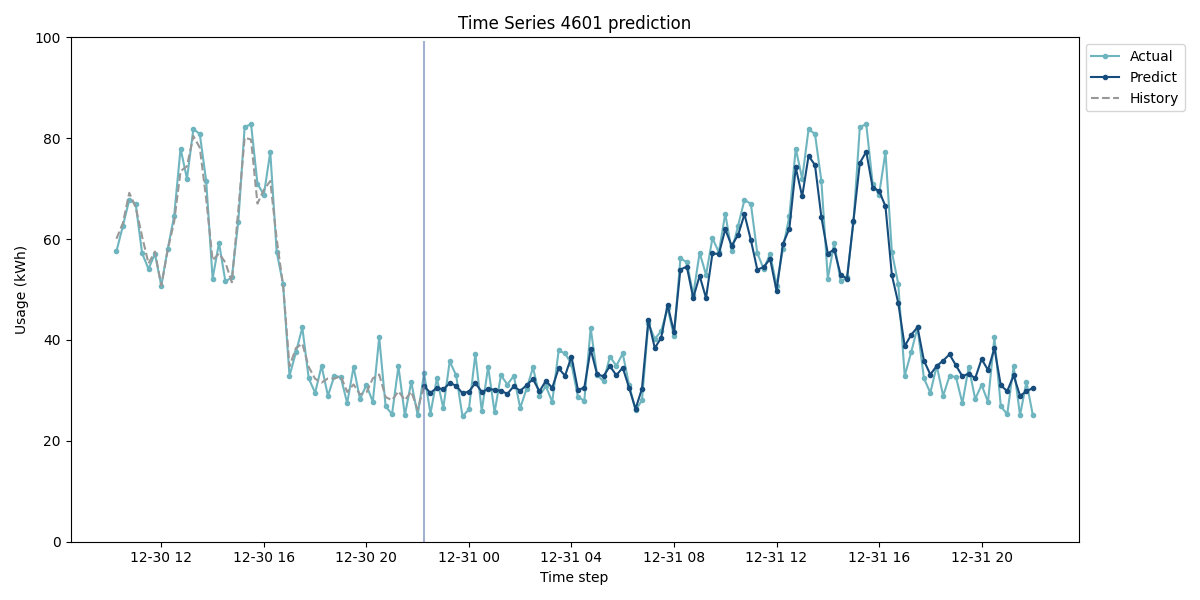 Time Series 4601 prediction
Usage (kWh)
100
80
60
40
20
0
12-30 12
12-30 16
12-30 20
12-31 00
12-31 04
12-31 08
12-31 12
12-31 16
12-31 20
Time step
Actual
Predict
History